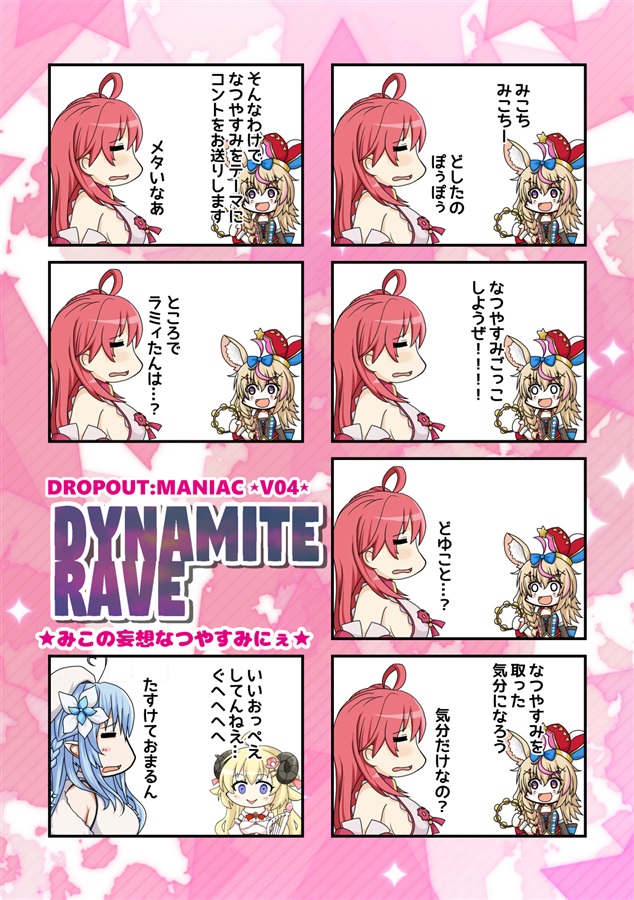 みこち
みこちー
どしたの
ぽぅぽぅ
なつやすみごっこ
しようぜ！！！！
どゆこと…？
なつやすみを
取った
気分になろう
気分だけなの？
そんなわけで
なつやすみをテーマに
コントをお送りします
メタいなあ
ところで
ラミィたんは…？
DROPOUT:MANIAC ★V04★
DYNAMITE
RAVE
★みこの妄想なつやすみにぇ★
いいおっぺえ
してんねえ…
ぐへへへへ
たすけておまるん